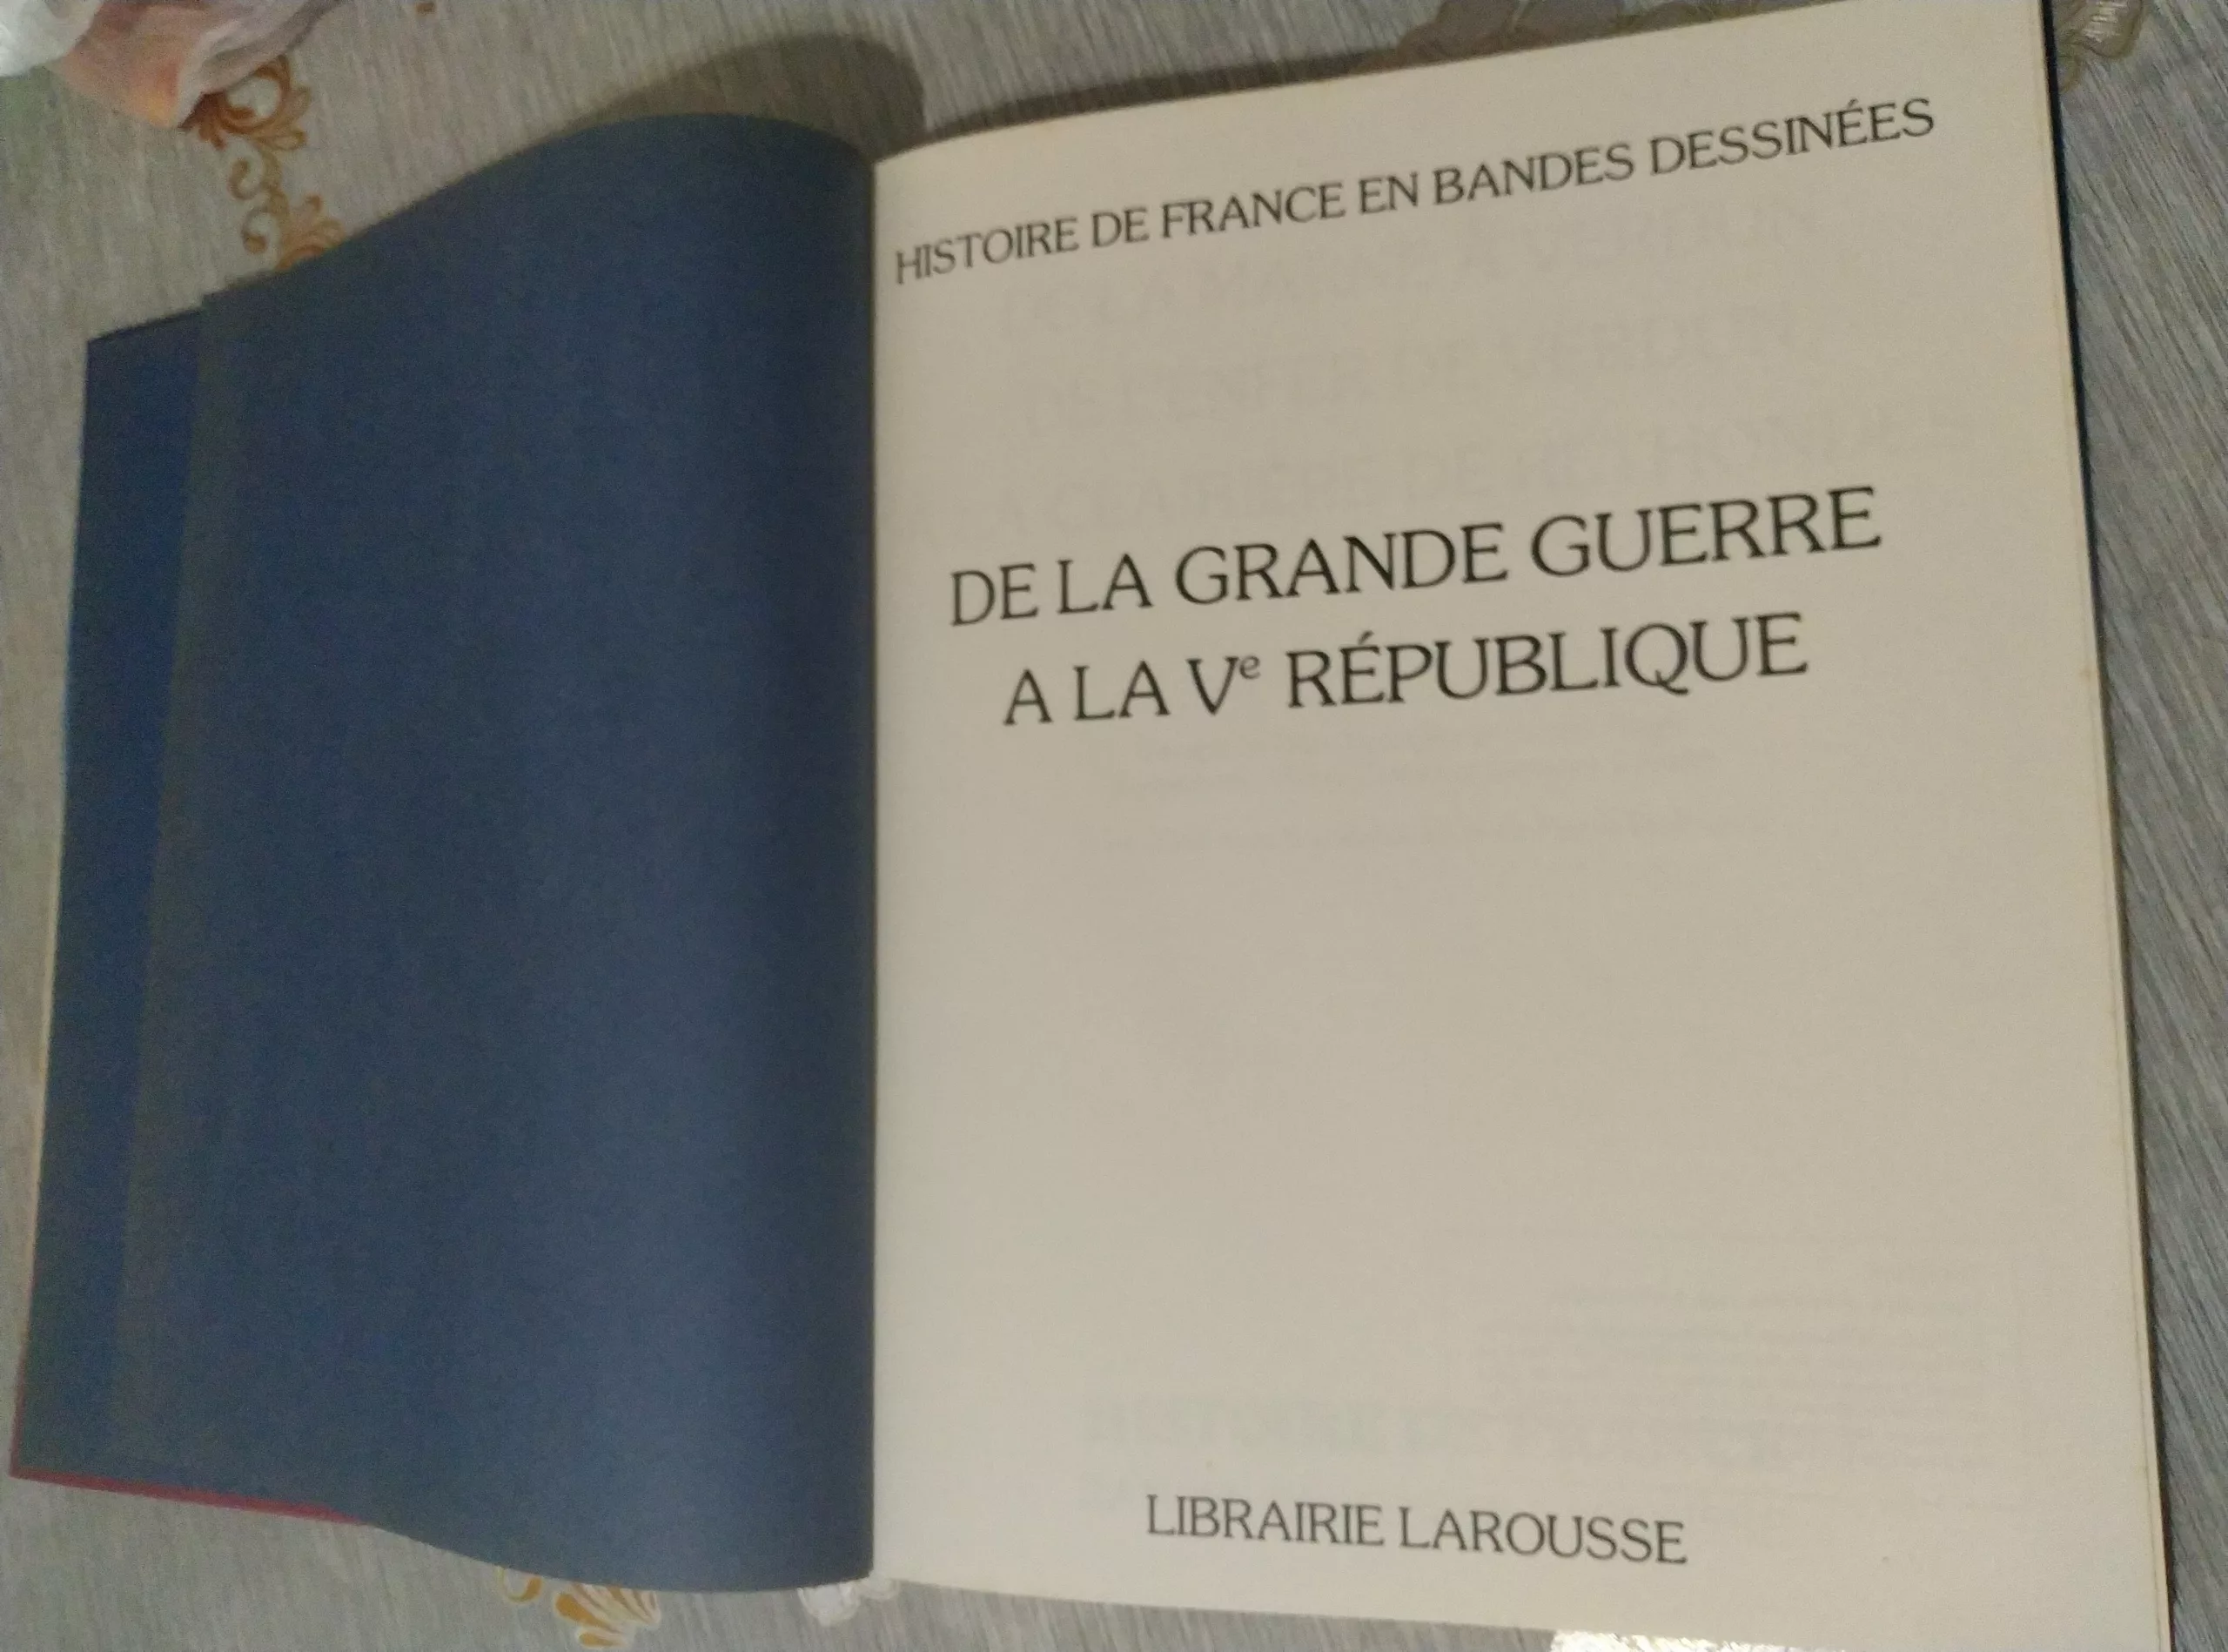 HISTOIRE DE FRANCE EN BANDES DESSINÉES
DE LA GRANDE GUERRE
A LA Ve RÉPUBLIQUE
LIBRAIRIE LAROUSSE